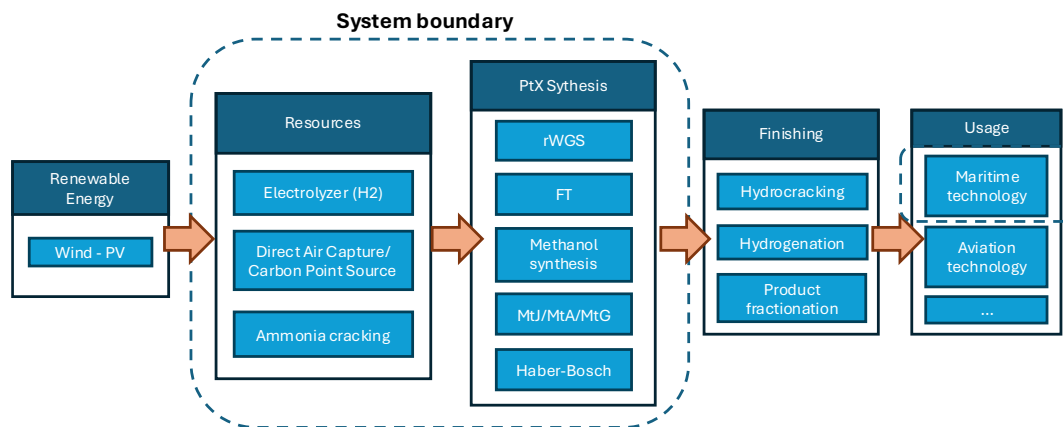 System boundary
Renewable
Energy
Wind - PV
Resources
Electrolyzer (H2)
Direct Air Capture/
Carbon Point Source
Ammonia cracking
PtX Sythesis
rWGS
FT
Methanol
synthesis
MtJ/MtA/MtG
Haber-Bosch
Finishing
Hydrocracking
Hydrogenation
Product
fractionation
Usage
Maritime
technology
Aviation
technology
...